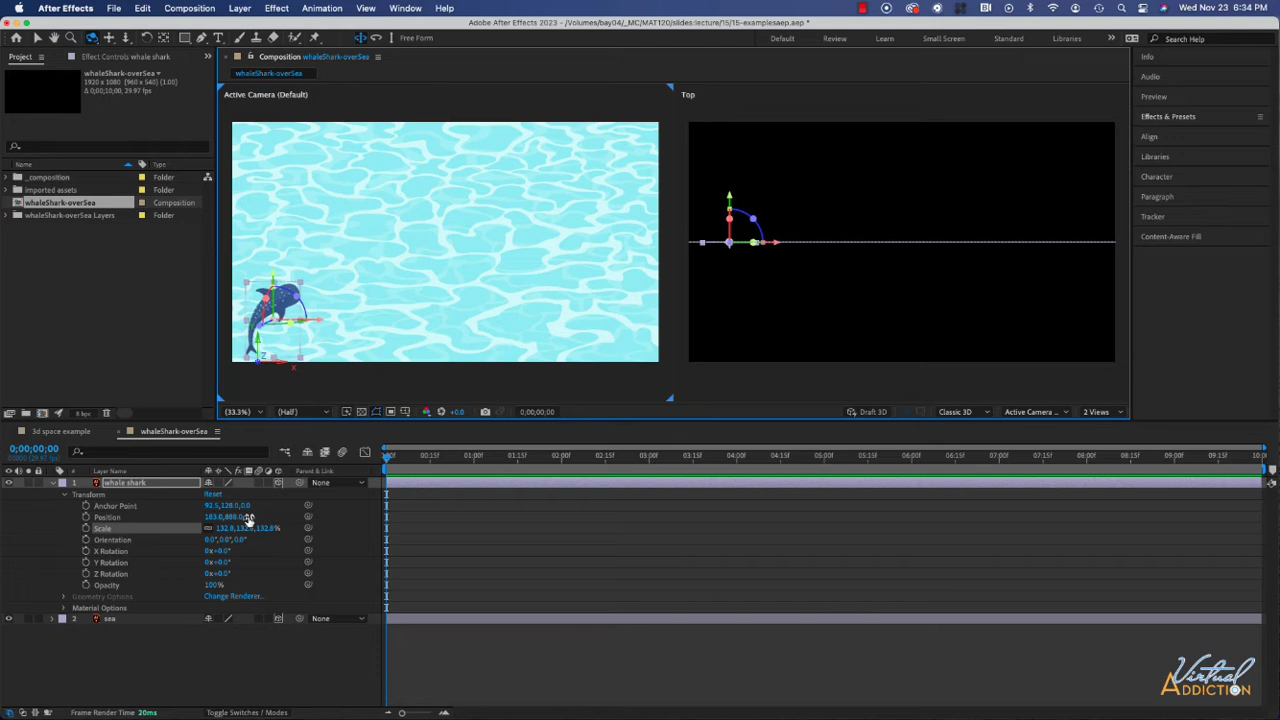 After Effects File Edit Composition Layer Effect Animation View Window Help Wed Nov 23 6:34 PM
Adobe After Effects 2023 - /Volumes/bay04/_MC/MAT120/slides:lecture/15/15-examplesaep.aep *
Free Form Default Review Learn Small Screen Standard Libraries Search Help
Project Effect Controls whale shark Composition whaleShark-overSea Info
whaleShark-overSea whaleShark-overSea
1920 x 1080 (960 x 540) (1.00)
Δ 0;00;10;00, 29.97 fps
Audio
Active Camera (Default) Top Preview
Effects & Presets
Align
Libraries
Name Type
_composition Folder
Character
imported assets Folder
Paragraph
whaleShark-overSea Composition
whaleShark-overSea Layers Folder
Tracker
Content-Aware Fill
Z
X
8 bpc (33.3%) (Half) +0.0 0;00;00;00 Draft 3D Classic 3D Active Camera ... 2 Views
3d space example whaleShark-overSea
0;00;00;00
00000 (29.97 fps)
:00f 00:15f 01:00f 01:15f 02:00f 02:15f 03:00f 03:15f 04:00f 04:15f 05:00f 05:15f 06:00f 06:15f 07:00f 07:15f 08:00f 08:15f 09:00f 09:15f 10:0
# Layer Name Parent & Link
1 whale shark None
Transform Reset
Anchor Point 92.5,128.0,0.0
Position 183.0,888.0,
Scale 132.8,132.8,132.8%
Orientation 0.0°,0.0°,0.0°
X Rotation 0x+0.0°
Y Rotation 0x+0.0°
Z Rotation 0x+0.0°
Opacity 100%
Geometry Options Change Renderer...
Material Options
2 sea None
Virtual
ADDICTION
Frame Render Time 20ms Toggle Switches / Modes